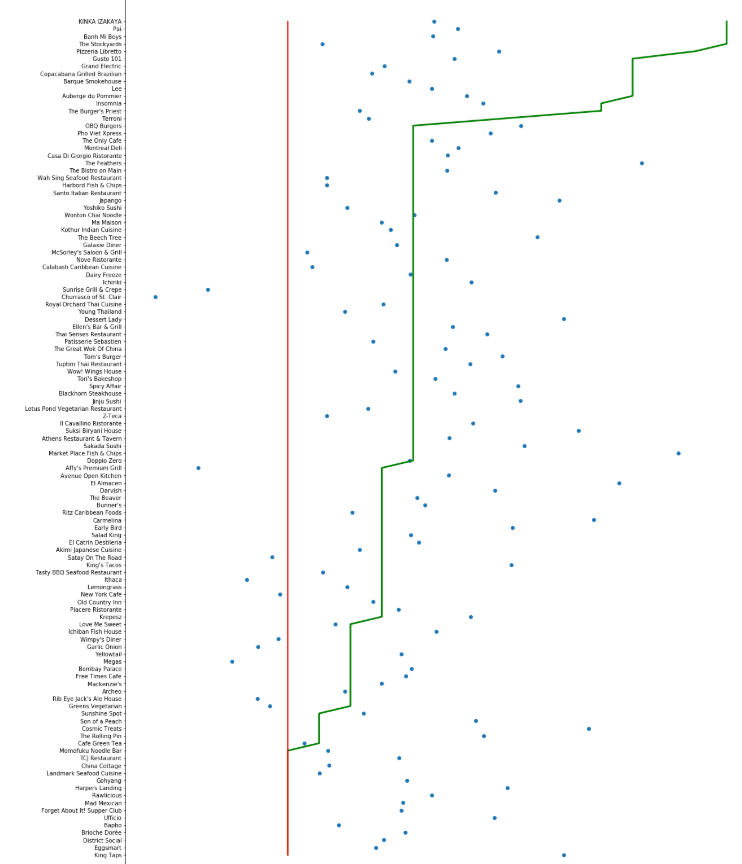 KINKA IZAKAYA
Pai
Banh Mi Boys
The Stockyards
Pizzeria Libretto
Gusto 101
Grand Electric
Copacabana Grilled Brazilian
Barque Smokehouse
Lee
Auberge du Pommier
Insomnia
The Burger's Priest
Terroni
OBQ Burgers
Pho Viet Xpress
The Only Cafe
Montreal Deli
Casa Di Giorgio Ristorante
The Feathers
The Bistro on Main
Wah Sing Seafood Restaurant
Harbord Fish & Chips
Santo Italian Restaurant
Japango
Yoshiko Sushi
Wonton Chai Noodle
Ma Maison
Kothur Indian Cuisine
The Beech Tree
Galaxie Diner
McSorley's Saloon & Grill
Nove Ristorante
Calabash Caribbean Cuisine
Dairy Freeze
Ichiriki
Sunrise Grill & Crepe
Churrasco of St. Clair
Royal Orchard Thai Cuisine
Young Thailand
Dessert Lady
Ellen's Bar & Grill
Thai Senses Restaurant
Patisserie Sebastien
The Great Wok Of China
Tom's Burger
Tuptim Thai Restaurant
Wow! Wings House
Tori's Bakeshop
Spicy Affair
Blackhorn Steakhouse
Jinju Sushi
Lotus Pond Vegetarian Restaurant
Z-Teca
Il Cavallino Ristorante
Suksi Biryani House
Athens Restaurant & Tavern
Sakada Sushi
Market Place Fish & Chips
Doppio Zero
Affy's Premium Grill
Avenue Open Kitchen
El Almacen
Darvish
The Beaver
Bunner's
Ritz Caribbean Foods
Carmelina
Early Bird
Salad King
El Catrin Destileria
Akimi Japanese Cuisine
Satay On The Road
King's Tacos
Tasty BBQ Seafood Restaurant
Ithaca
Lemongrass
New York Cafe
Old Country Inn
Piacere Ristorante
Krepesz
Love Me Sweet
Ichiban Fish House
Wimpy's Diner
Garlic Onion
Yellowtail
Megas
Bombay Palace
Free Times Cafe
Mackenzie's
Archeo
Rib Eye Jack's Ale House
Greens Vegetarian
Sunshine Spot
Son of a Peach
Cosmic Treats
The Rolling Pin
Cafe Green Tea
Momofuku Noodle Bar
TCJ Restaurant
China Cottage
Landmark Seafood Cuisine
Gohyang
Harpers Landing
Rawlicious
Mad Mexican
Forget About It! Supper Club
Ufficio
Bapbo
Brioche Dorée
District Social
Eggsmart
King Taps